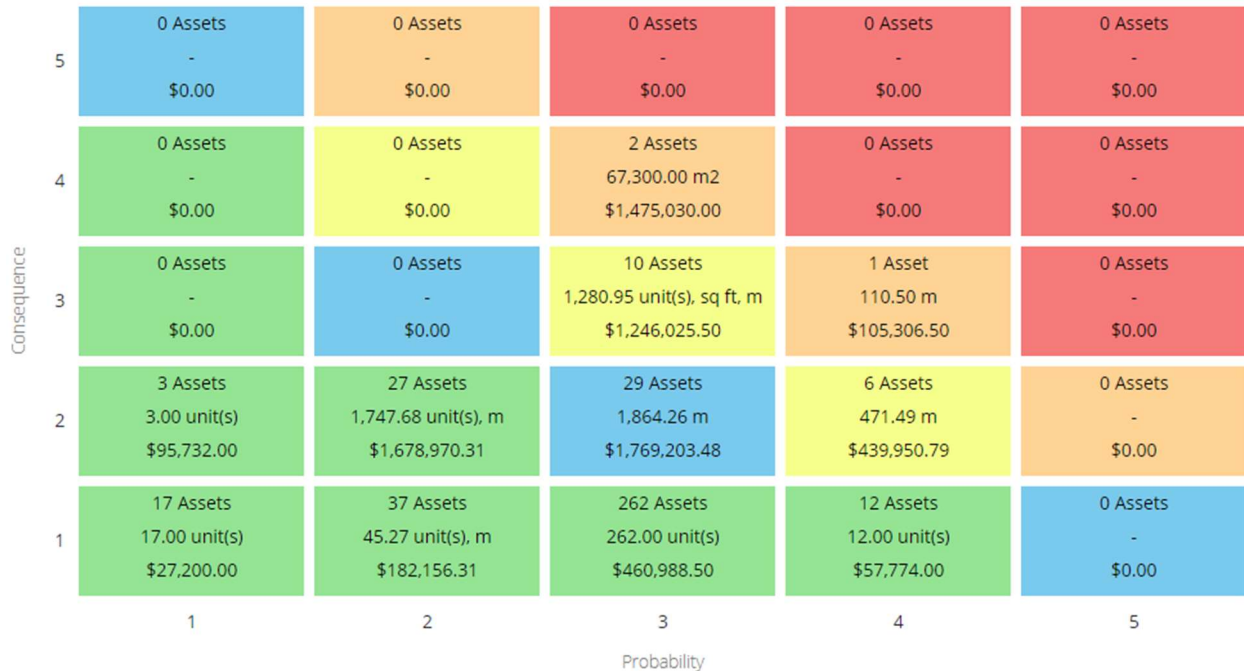 0 Assets
-
$0.00
0 Assets
-
$0.00
0 Assets
-
$0.00
0 Assets
-
$0.00
0 Assets
-
$0.00
5
0 Assets
-
$0.00
0 Assets
-
$0.00
2 Assets
67,300.00 m2
$1,475,030.00
0 Assets
-
$0.00
0 Assets
-
$0.00
4
0 Assets
-
$0.00
0 Assets
-
$0.00
10 Assets
1,280.95 unit(s), sq ft, m
$1,246,025.50
1 Asset
110.50 m
$105,306.50
0 Assets
-
$0.00
3
Consequence
3 Assets
3.00 unit(s)
$95,732.00
27 Assets
1,747.68 unit(s), m
$1,678,970.31
29 Assets
1,864.26 m
$1,769,203.48
6 Assets
471.49 m
$439,950.79
0 Assets
-
$0.00
2
17 Assets
17.00 unit(s)
$27,200.00
37 Assets
45.27 unit(s), m
$182,156.31
262 Assets
262.00 unit(s)
$460,988.50
12 Assets
12.00 unit(s)
$57,774.00
0 Assets
-
$0.00
1
1
2
3
4
5
Probability